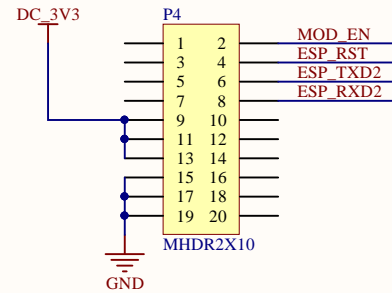 DC_3V3 P4
1 2 MOD_EN
3 4 ESP_RST
5 6 ESP_TXD2
7 8 ESP_RXD2
9 10
11 12
13 14
15 16
17 18
19 20
MHDR2X10
GND